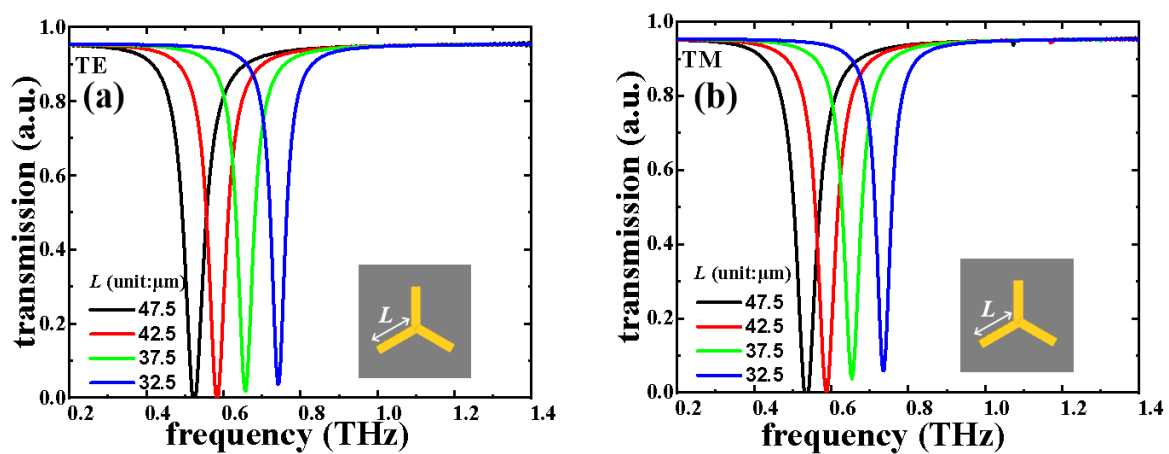 TE
(a)
transmission (a.u.)
1.0
0.8
0.6
0.4
0.2
0.0
L (unit:μm)
47.5
42.5
37.5
32.5
L
0.2 0.4 0.6 0.8 1.0 1.2 1.4
frequency (THz)
TM
(b)
transmission (a.u.)
1.0
0.8
0.6
0.4
0.2
0.0
L (unit:μm)
47.5
42.5
37.5
32.5
L
0.2 0.4 0.6 0.8 1.0 1.2 1.4
frequency (THz)